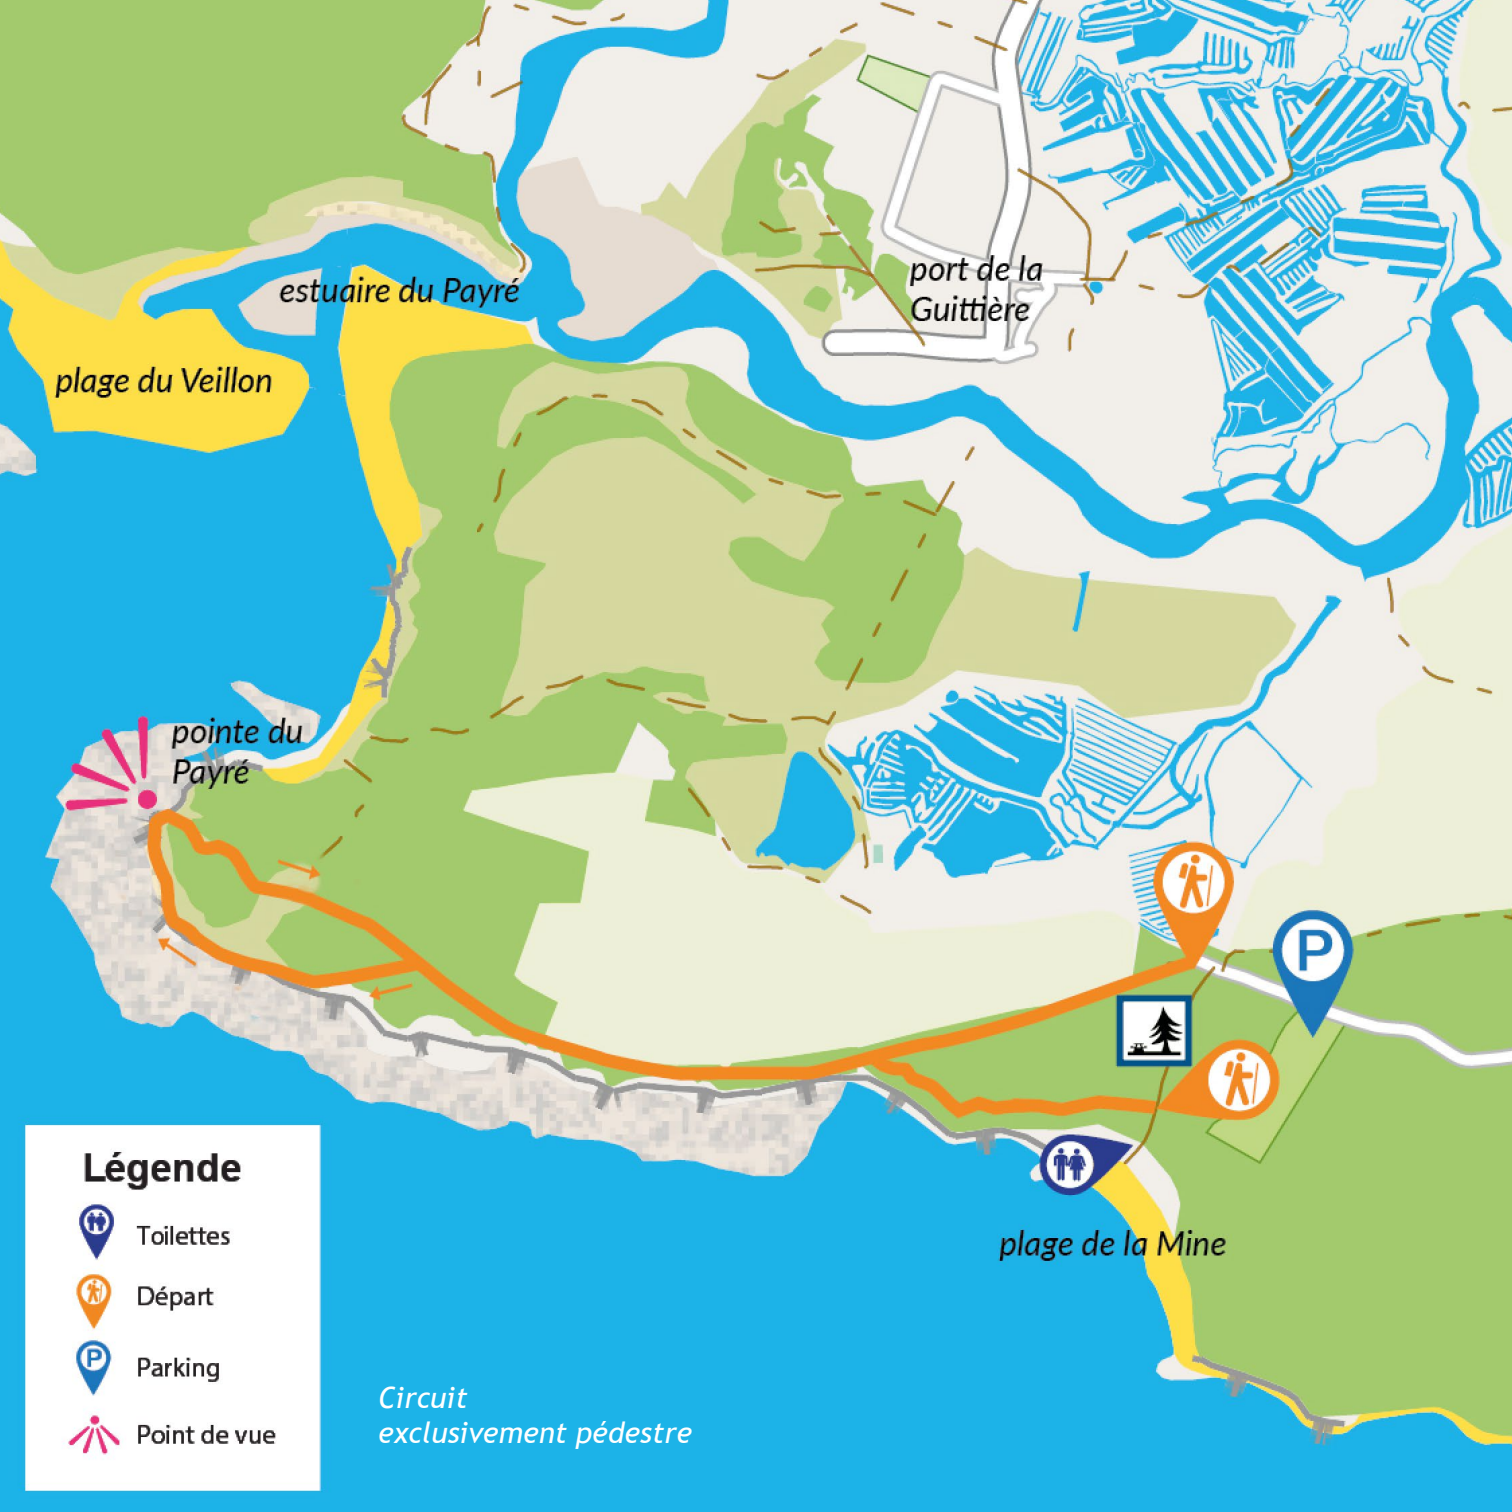 port de la
Guittière
estuaire du Payré
plage du Veillon
pointe du
Payré
P
plage de la Mine
Légende
Toilettes
Départ
P
Parking
Point de vue
Circuit
exclusivement pédestre